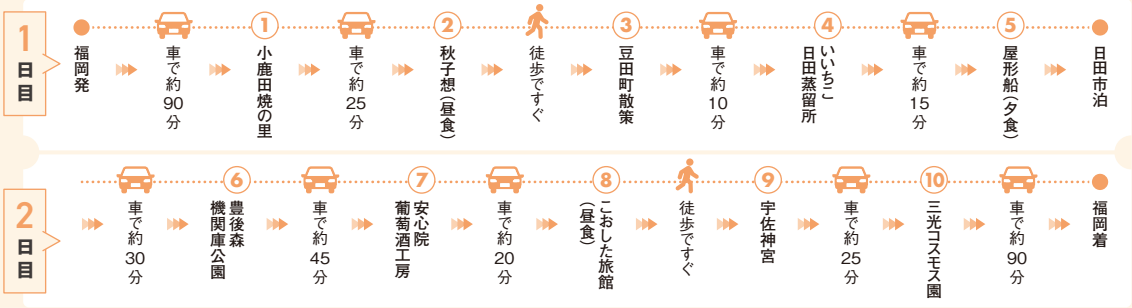 1日目
福岡発
車で約90分
①
小鹿田焼の里
車で約25分
②
秋子想(昼食)
徒歩ですぐ
③
豆田町散策
車で約10分
④
いいちこ
日田蒸留所
車で約15分
⑤
屋形船(夕食)
日田市泊
2日目
車で約30分
⑥
豊後森
機関庫公園
車で約45分
⑦
安心院
葡萄酒工房
車で約20分
⑧
こおした旅館
(昼食)
徒歩ですぐ
⑨
宇佐神宮
車で約25分
⑩
三光コスモス園
車で約90分
福岡着